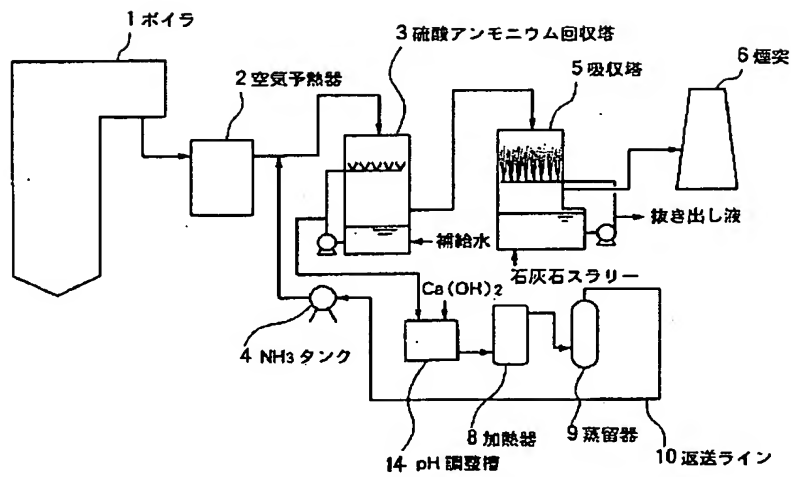 1 ボイラ
3 硫酸アンモニウム回収塔
6 煙突
2 空気予熱器
5 吸収塔
補給水
抜き出し液
石灰石スラリー
Ca(OH)2
4 NH3 タンク
8 加熱器
9 蒸留器
10 返送ライン
14 pH 調整槽